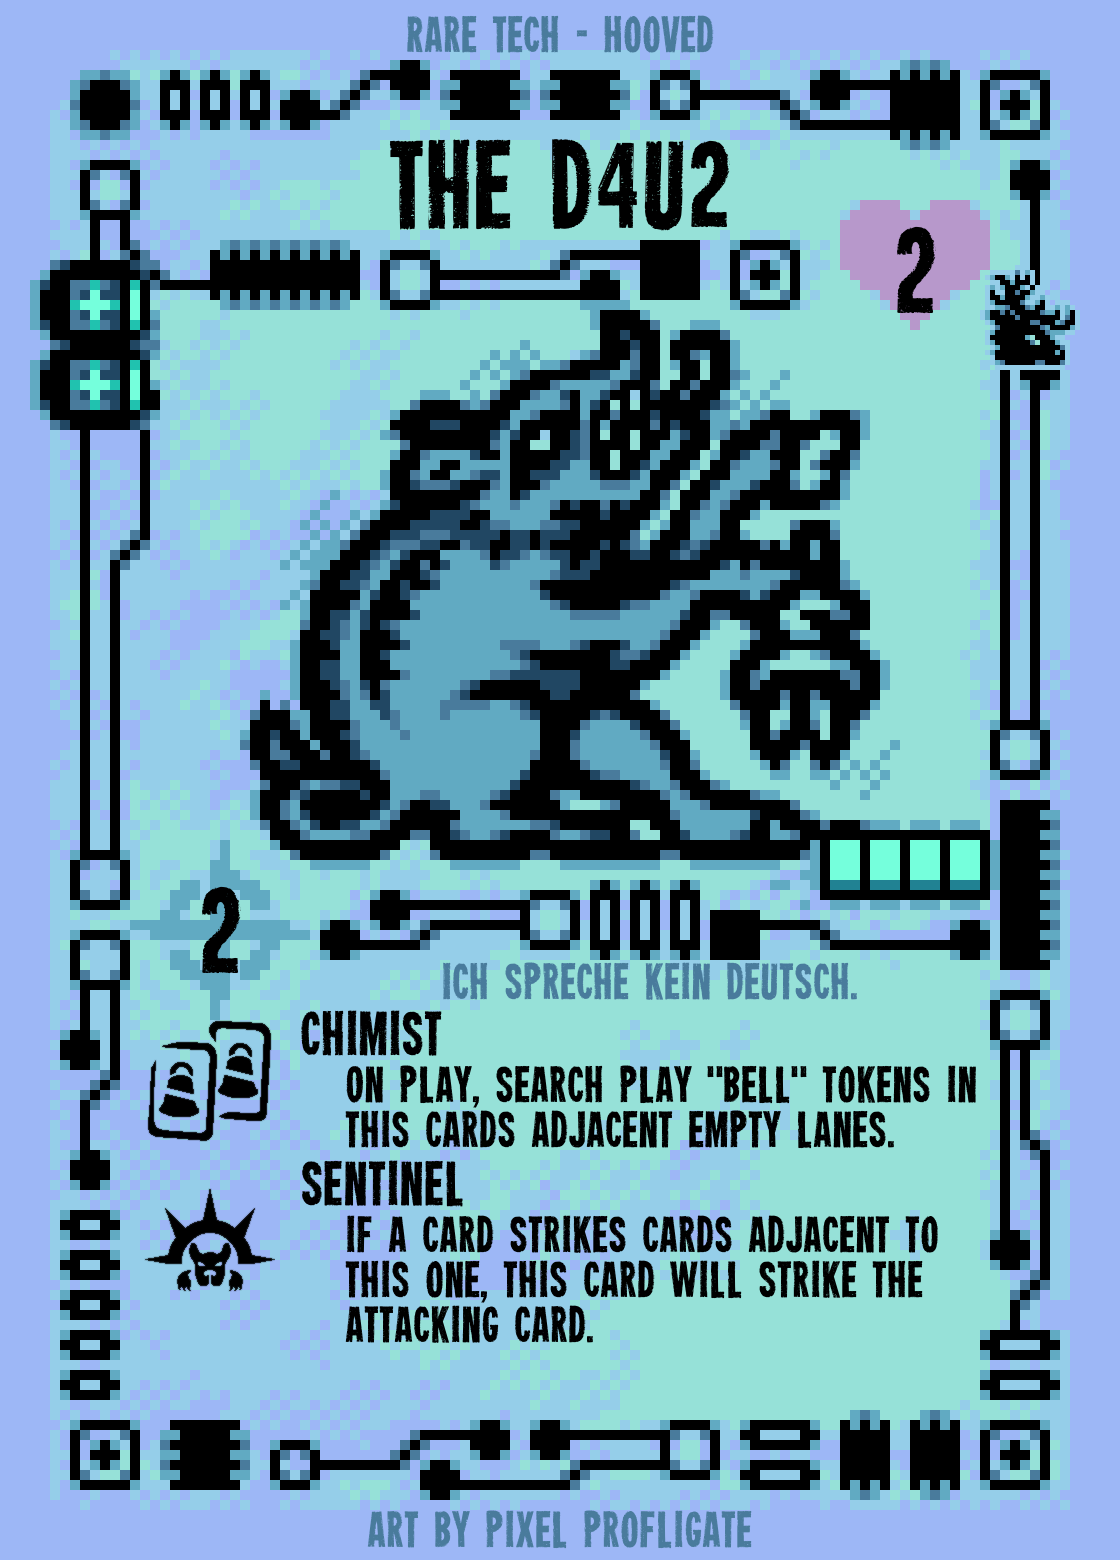 RARE TECH - HOOVED
THE D4U2
2
2
ICH SPRECHE KEIN DEUTSCH.
CHIMIST
ON PLAY, SEARCH PLAY "BELL" TOKENS IN
THIS CARDS ADJACENT EMPTY LANES.
SENTINEL
IF A CARD STRIKES CARDS ADJACENT TO
THIS ONE, THIS CARD WILL STRIKE THE
ATTACKING CARD.
ART BY PIXEL PROFLIGATE